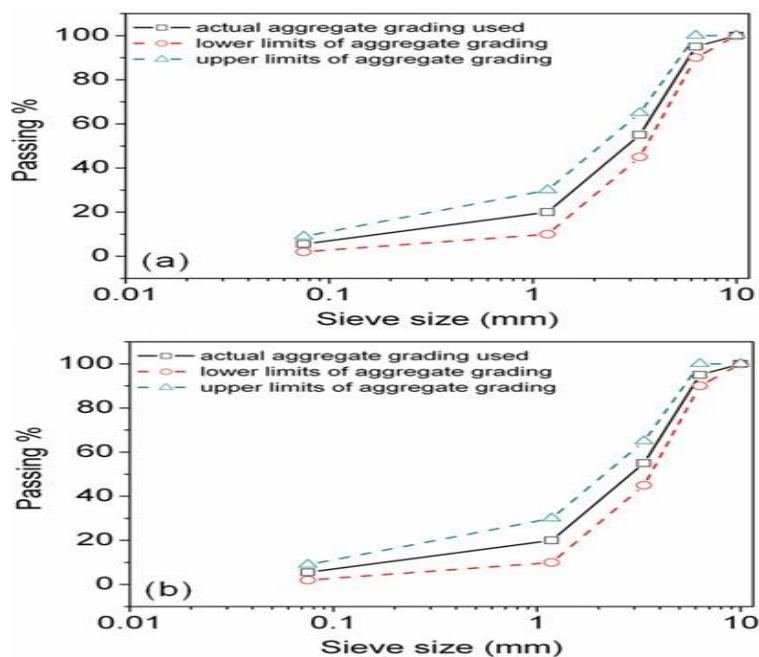 actual aggregate grading used
lower limits of aggregate grading
upper limits of aggregate grading
100
80
60
40
20
0
Passing %
(a)
0.01 0.1 1 10
Sieve size (mm)
actual aggregate grading used
lower limits of aggregate grading
upper limits of aggregate grading
100
80
60
40
20
0
Passing %
(b)
0.01 0.1 1 10
Sieve size (mm)